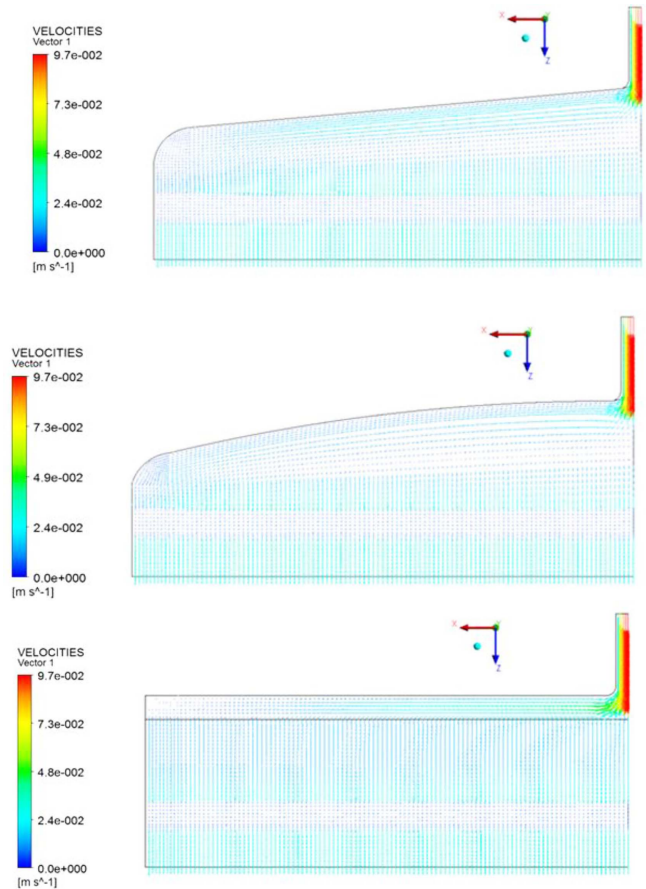 VELOCITIES
Vector 1
9.7e-002
7.3e-002
4.8e-002
2.4e-002
0.0e+000
[m s^-1]
X
Y
Z
VELOCITIES
Vector 1
9.7e-002
7.3e-002
4.9e-002
2.4e-002
0.0e+000
[m s^-1]
X
Y
Z
VELOCITIES
Vector 1
9.7e-002
7.3e-002
4.8e-002
2.4e-002
0.0e+000
[m s^-1]
X
Y
Z